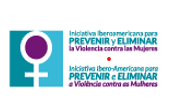 Iniciativa Iberoamericana para
PREVENIR y ELIMINAR
la Violencia contra las Mujeres
Iniciativa Ibero-Americana para
PREVENIR e ELIMINAR
a Violência contra as Mulheres